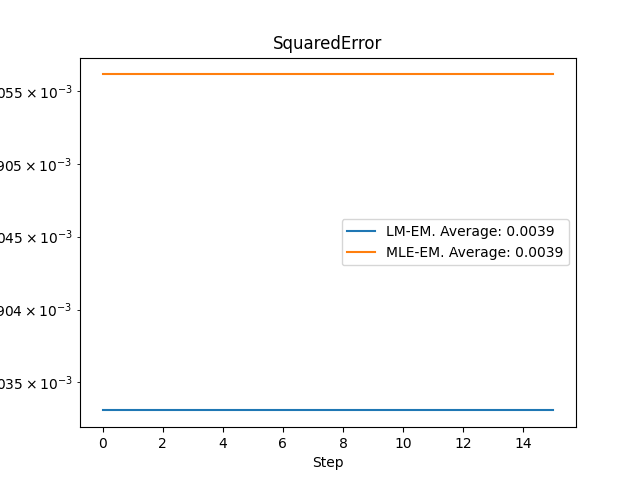 SquaredError
055 × 10⁻³
905 × 10⁻³
045 × 10⁻³
904 × 10⁻³
035 × 10⁻³
LM-EM. Average: 0.0039
MLE-EM. Average: 0.0039
0 2 4 6 8 10 12 14
Step